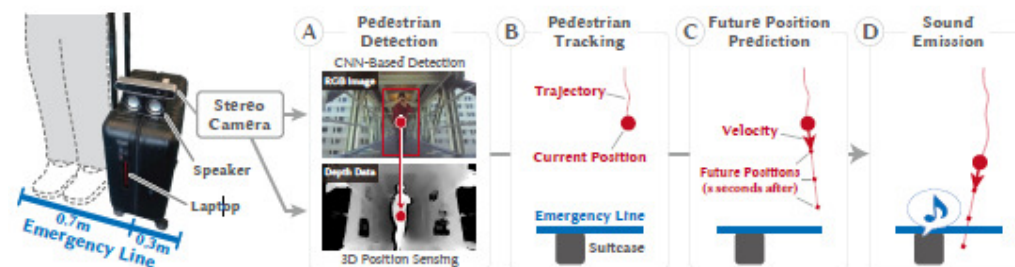 Stereo
Camera
Speaker
Laptop
0.7m
0.3m
Emergency Line
A
Pedestrian
Detection
CNN-Based Detection
RGB Image
Depth Data
3D Position Sensing
B
Pedestrian
Tracking
Trajectory
Current Position
Emergency Line
Suitcase
C
Future Position
Prediction
Velocity
Future Positions
(s seconds after)
D
Sound
Emission